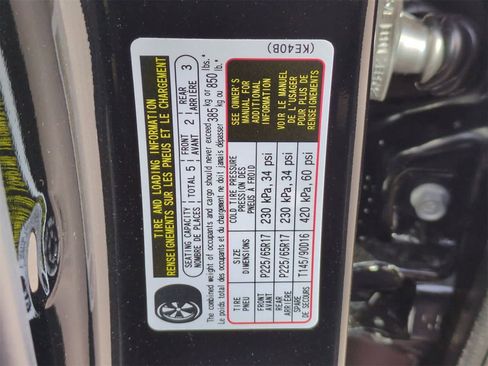 (KE40B)
TIRE AND LOADING INFORMATION
RENSEIGNEMENTS SUR LES PNEUS ET LE CHARGEMENT
SEATING CAPACITY TOTAL 5 FRONT 2 REAR 3
NOMBRE DE PLACES AVANT ARRIÈRE
The combined weight of occupants and cargo should never exceed 385 kg or 850 lbs.
Le poids total des occupants et du chargement ne doit jamais dépasser kg ou lb.
TIRE SIZE COLD TIRE PRESSURE
PNEU DIMENSIONS PRESSION DES PNEUS À FROID
FRONT AVANT P225/65R17 230 kPa, 34 psi
REAR ARRIÈRE P225/65R17 230 kPa, 34 psi
SPARE DE SECOURS T145/90D16 420 kPa, 60 psi
SEE OWNER'S
MANUAL FOR
ADDITIONAL
INFORMATION
VOIR LE MANUEL
DE L'USAGER
POUR PLUS DE
RENSEIGNEMENTS